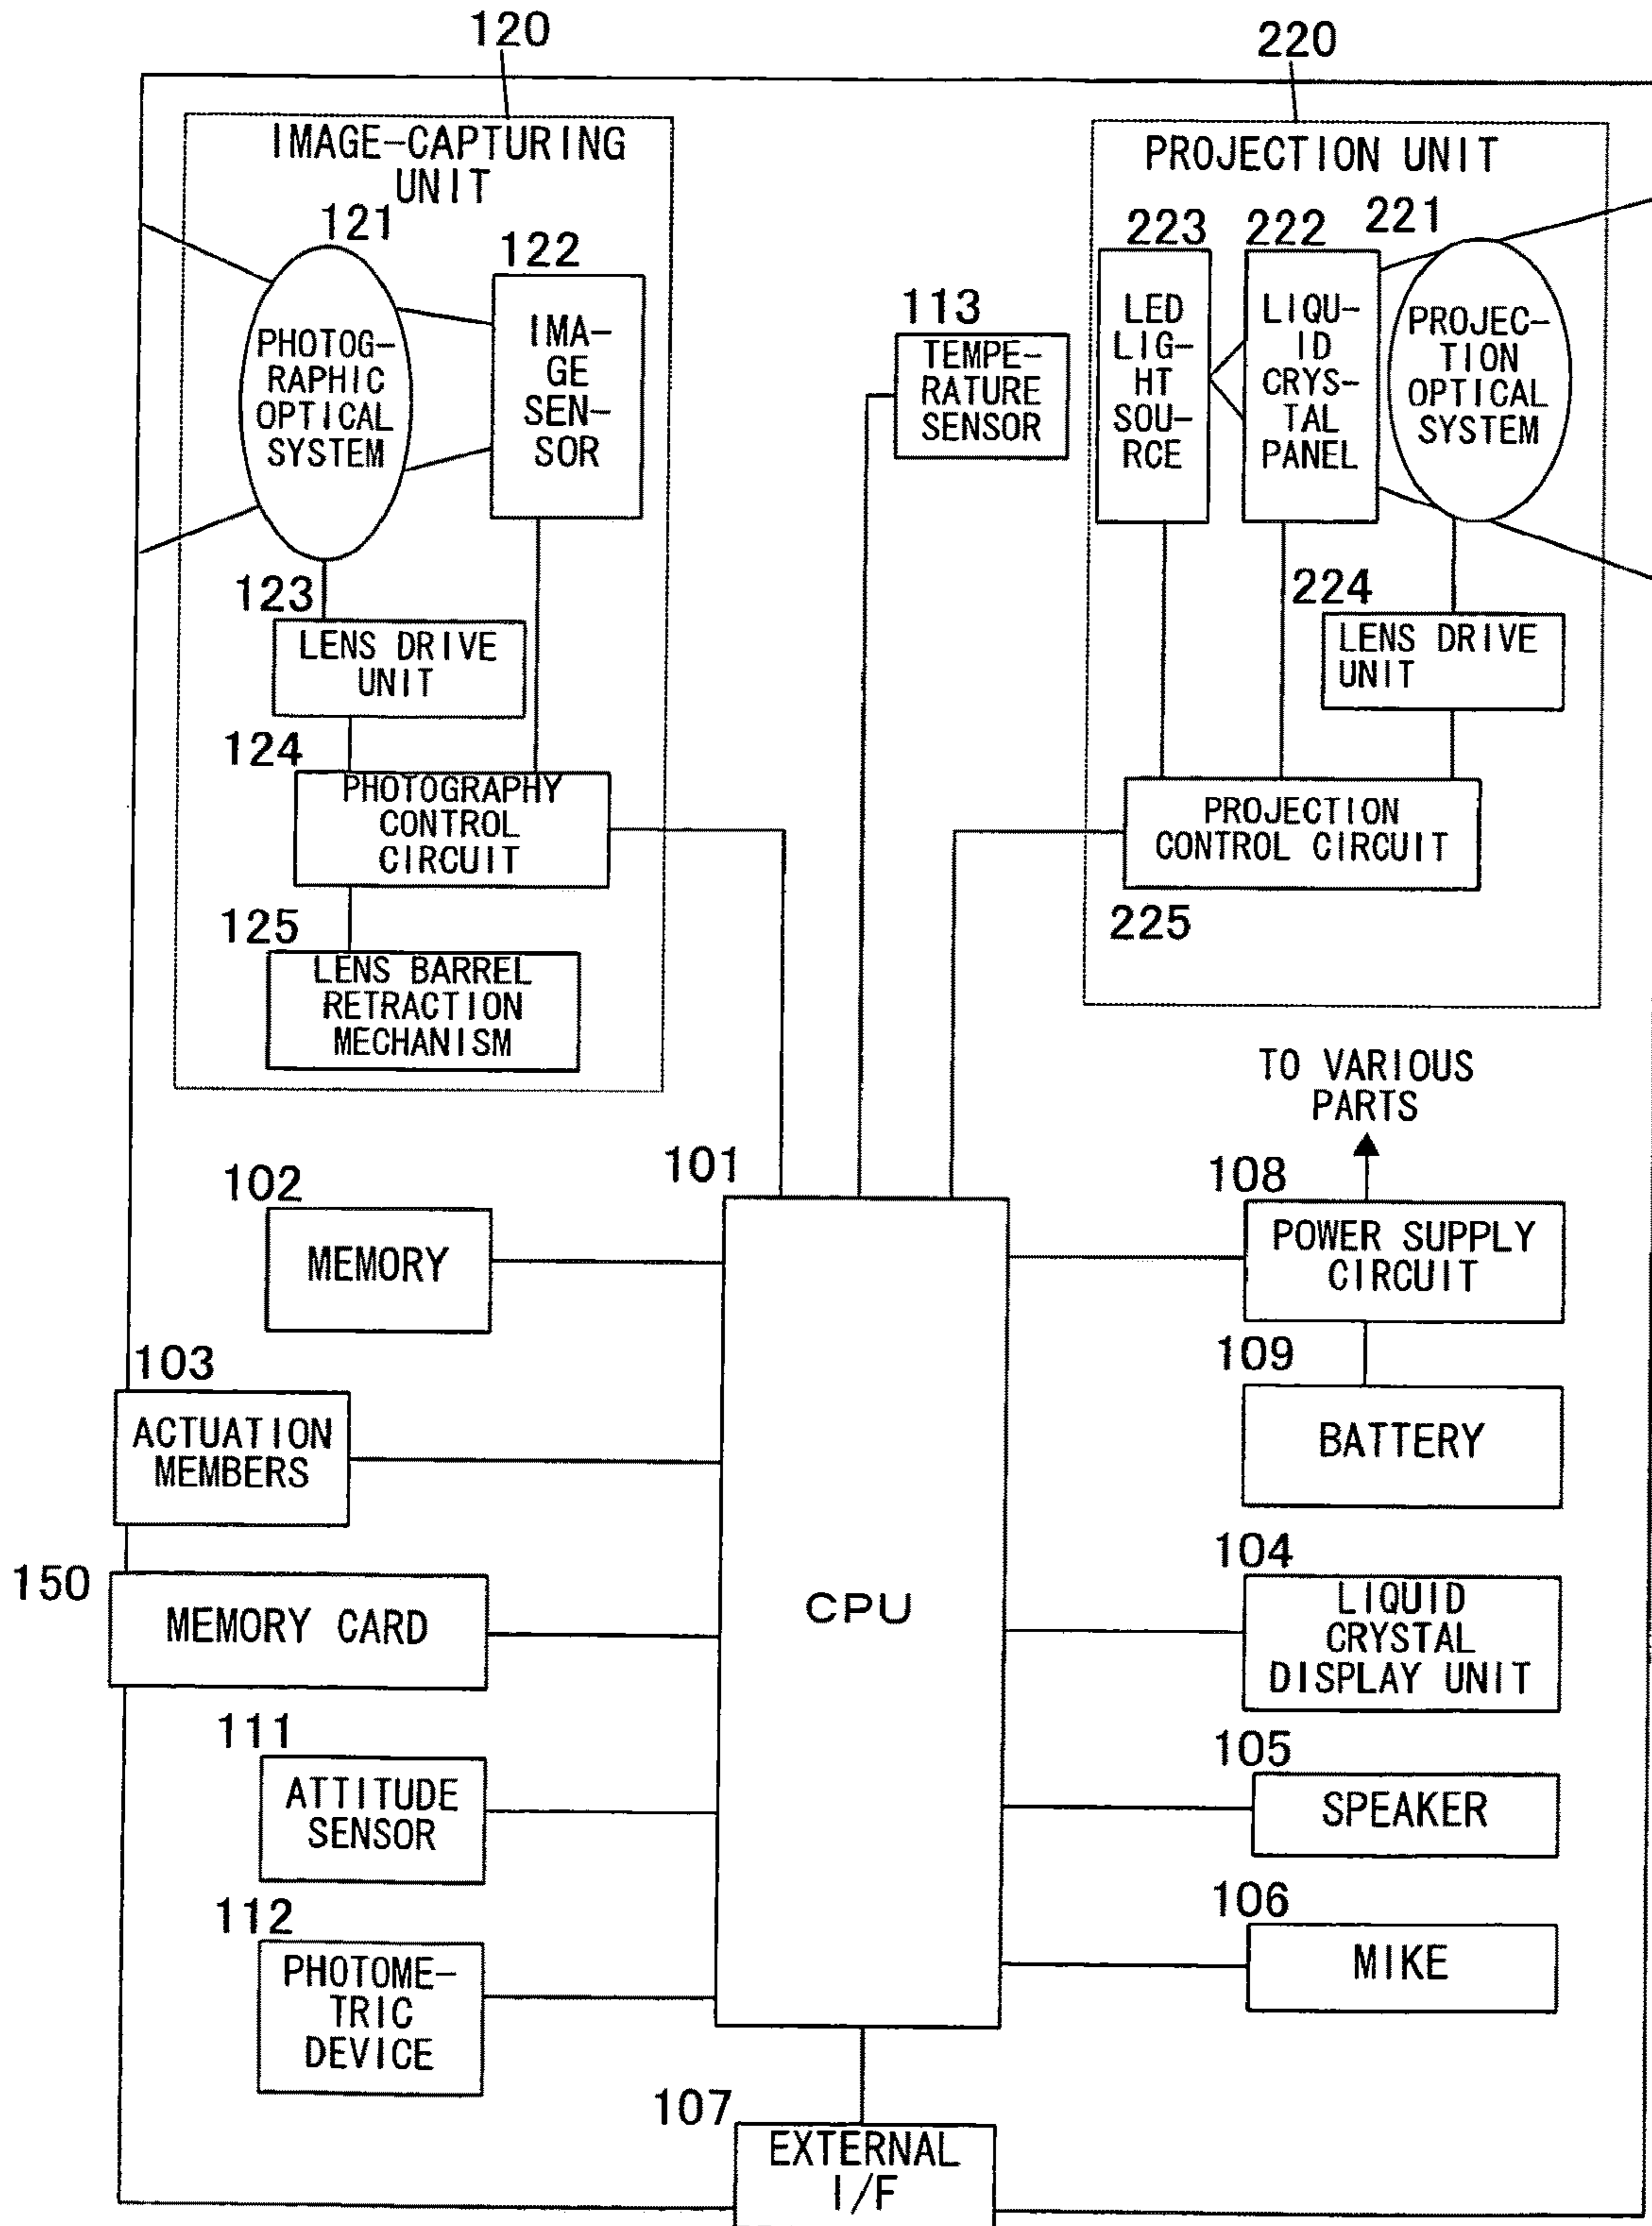 120
220
IMAGE-CAPTURING
UNIT
121
122
PHOTOG-
RAPHIC
OPTICAL
SYSTEM
IMA-
GE
SEN-
SOR
123
LENS DRIVE
UNIT
124
PHOTOGRAPHY
CONTROL
CIRCUIT
125
LENS BARREL
RETRACTION
MECHANISM
113
TEMPE-
RATURE
SENSOR
PROJECTION UNIT
223
222
221
LED
LIG-
HT
SOU-
RCE
LIQU-
ID
CRYS-
TAL
PANEL
PROJEC-
TION
OPTICAL
SYSTEM
224
LENS DRIVE
UNIT
PROJECTION
CONTROL CIRCUIT
225
TO VARIOUS
PARTS
101
CPU
102
MEMORY
103
ACTUATION
MEMBERS
150
MEMORY CARD
111
ATTITUDE
SENSOR
112
PHOTOME-
TRIC
DEVICE
108
POWER SUPPLY
CIRCUIT
109
BATTERY
104
LIQUID
CRYSTAL
DISPLAY UNIT
105
SPEAKER
106
MIKE
107
EXTERNAL
I/F